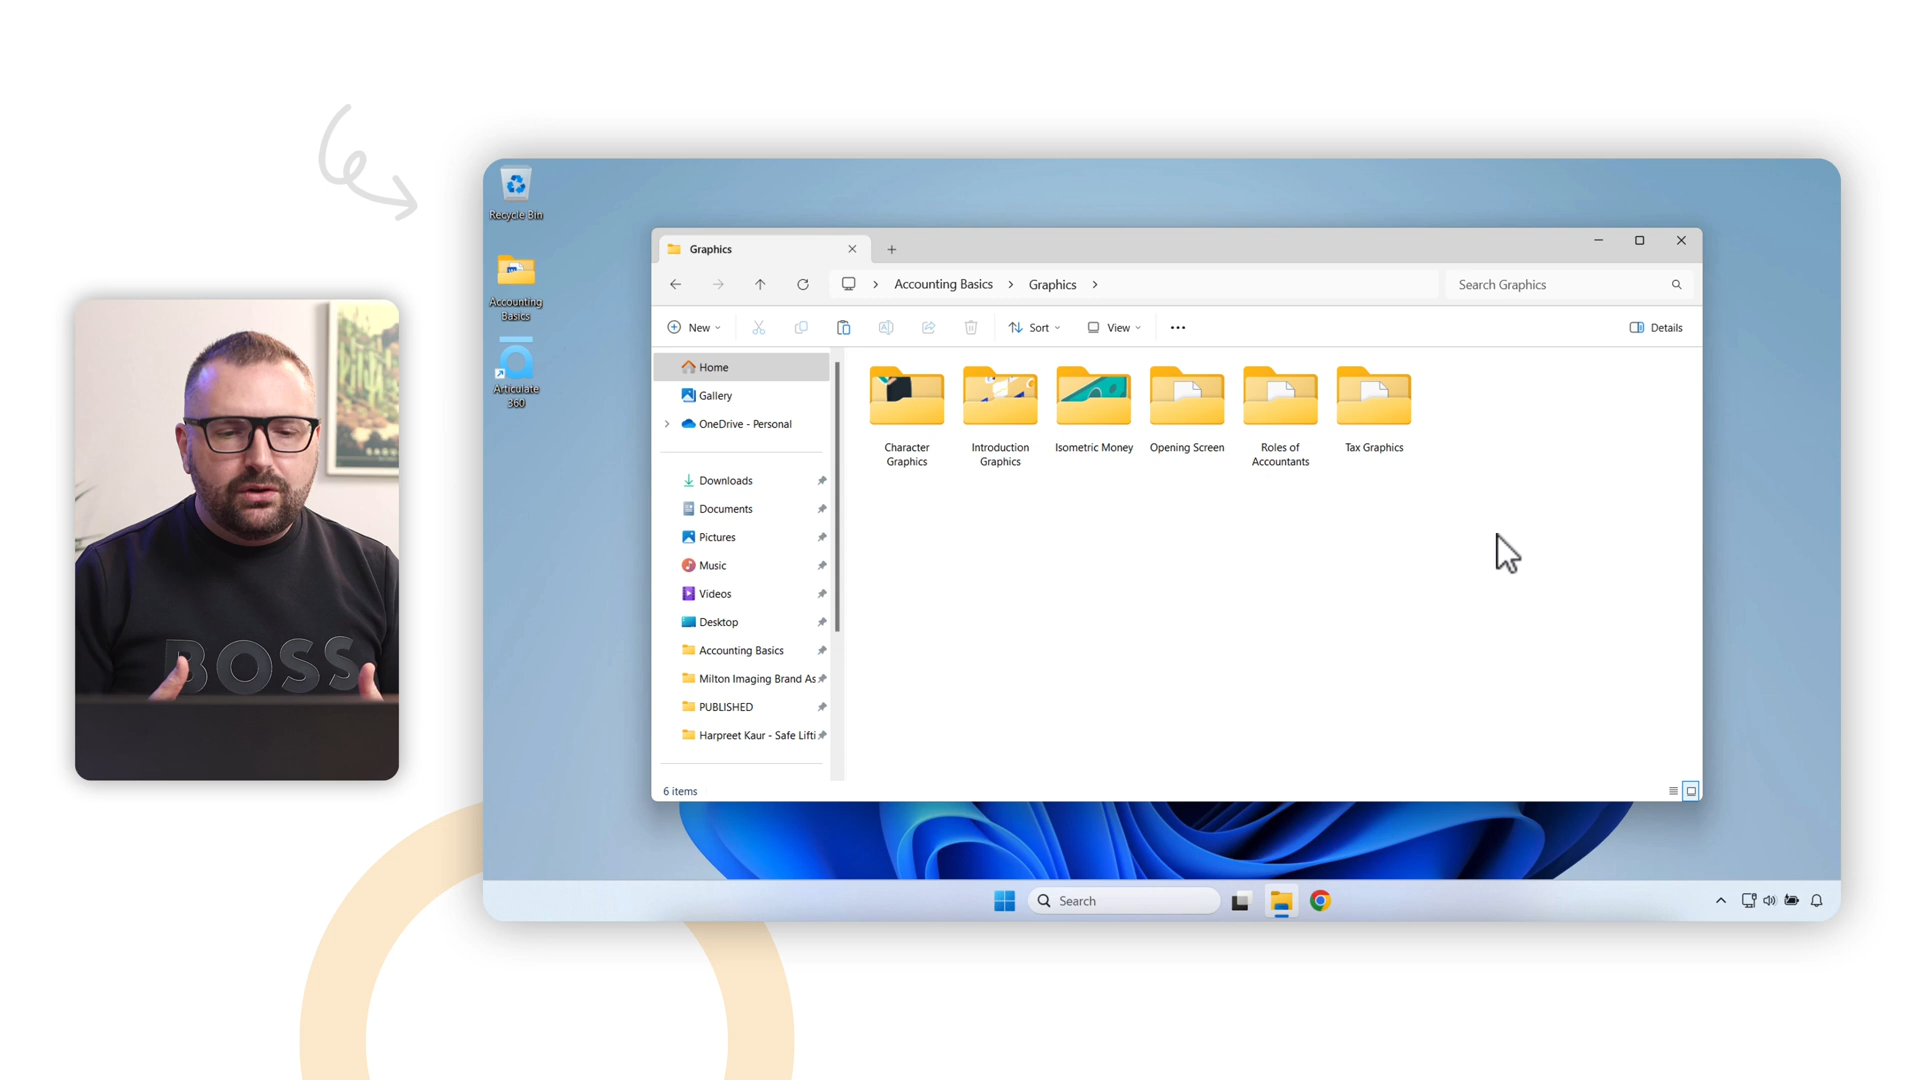 Recycle Bin
Accounting
Basics
Articulate
360
Graphics
Accounting Basics
Graphics
Search Graphics
New
Sort
View
Details
Home
Gallery
OneDrive - Personal
Downloads
Documents
Pictures
Music
Videos
Desktop
Accounting Basics
Milton Imaging Brand As
PUBLISHED
Harpreet Kaur - Safe Lifti
Character
Graphics
Introduction
Graphics
Isometric Money
Opening Screen
Roles of
Accountants
Tax Graphics
6 items
Search
BOSS